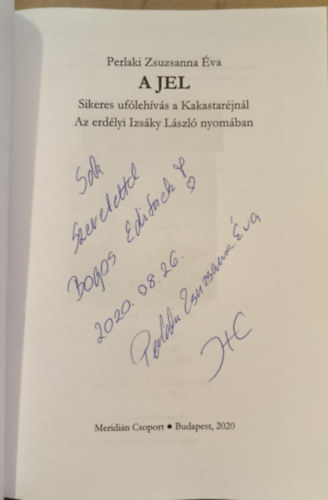 Perlaki Zsuzsanna Éva
A JEL
Sikeres ufólehívás a Kakastaréjnál
Az erdélyi Izsáky László nyomában
Sok
Szeretettel
Bogos Editnek
2020. 08. 26.
Perlaki Zsuzsanna Éva
Meridián Csoport ● Budapest, 2020